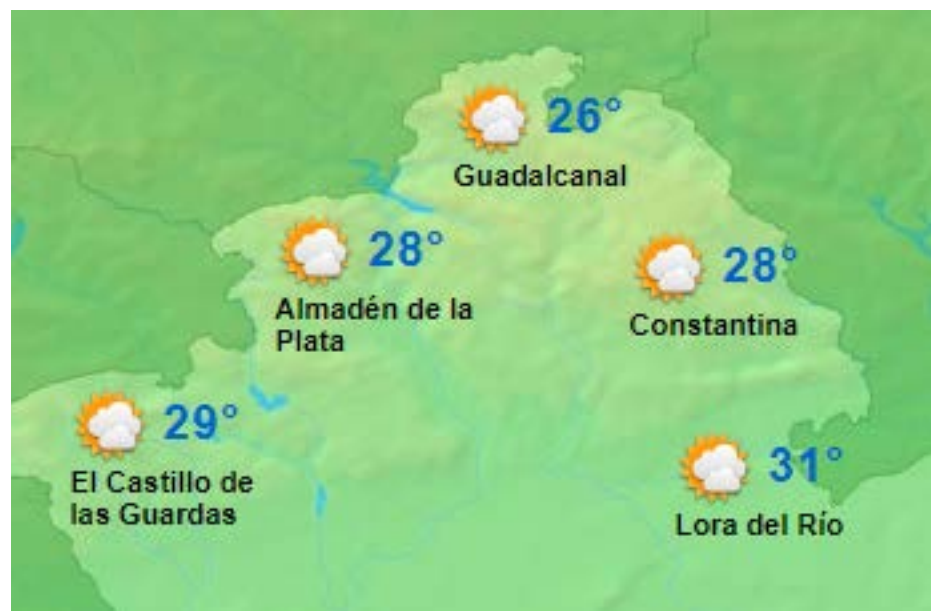 26°
Guadalcanal
28°
Almadén de la
Plata
28°
Constantina
29°
El Castillo de
las Guardas
31°
Lora del Río